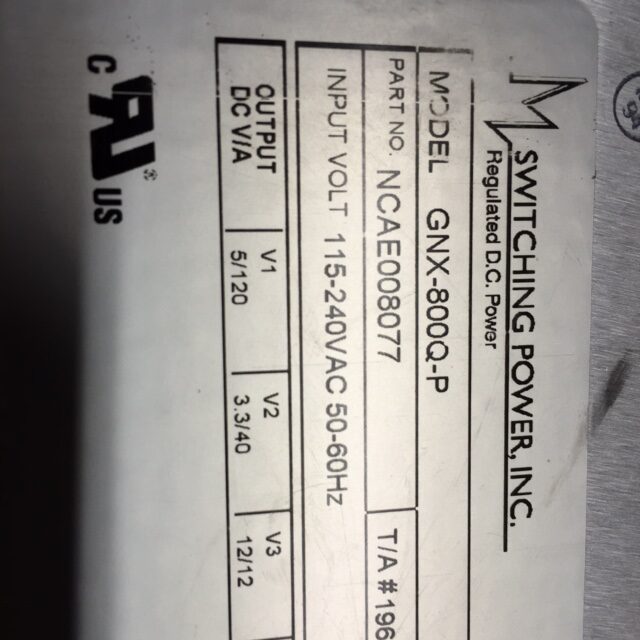 SWITCHING POWER, INC.
Regulated D.C. Power
MODEL GNX-800Q-P
PART NO. NCAE008077 T/A # 196
INPUT VOLT 115-240VAC 50-60Hz
OUTPUT V1 V2 V3
DC V/A 5/120 3.3/40 12/12
C UR ® US